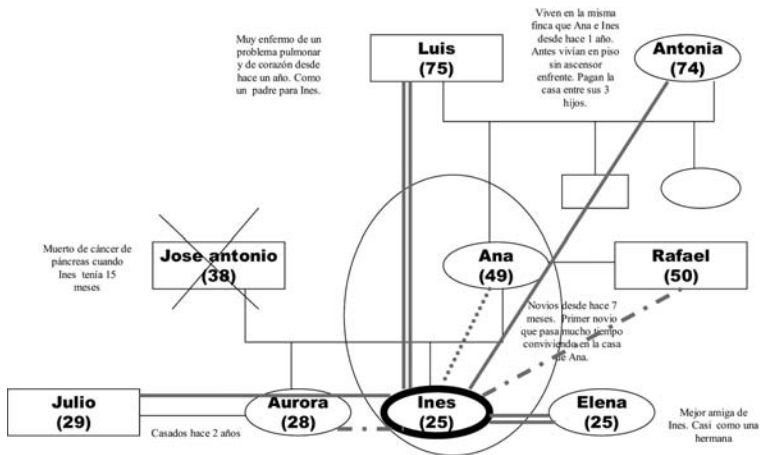 Muy enfermo de un
problema pulmonar
y de corazón desde
hace un año. Como
un padre para Ines.
Luis
(75)
Viven en la misma
finca que Ana e Ines
desde hace 1 año.
Antes vivían en piso
sin ascensor
enfrente. Pagan la
casa entre sus 3
hijos.
Antonia
(74)
Muerto de cáncer de
páncreas cuando
Ines tenía 15
meses
Jose antonio
(38)
Ana
(49)
Rafael
(50)
Novios desde hace 7
meses. Primer novio
que pasa mucho tiempo
conviviendo en la casa
de Ana.
Julio
(29)
Casados hace 2 años
Aurora
(28)
Ines
(25)
Elena
(25)
Mejor amiga de
Ines. Casi como una
hermana